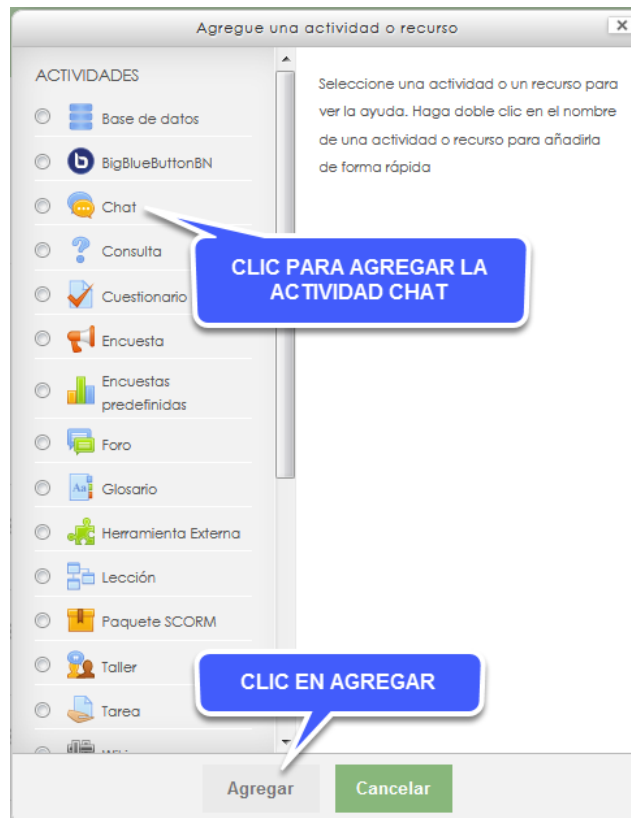 Agregue una actividad o recurso
x
ACTIVIDADES
Base de datos
b
BigBlueButtonBN
Chat
Consulta
Cuestionario
Encuesta
Encuestas
predefinidas
Foro
Aa
Glosario
Herramienta Externa
Lección
Paquete SCORM
Taller
Tarea
Seleccione una actividad o un recurso para
ver la ayuda. Haga doble clic en el nombre
de una actividad o recurso para añadirla
de forma rápida
CLIC PARA AGREGAR LA
ACTIVIDAD CHAT
CLIC EN AGREGAR
Agregar
Cancelar